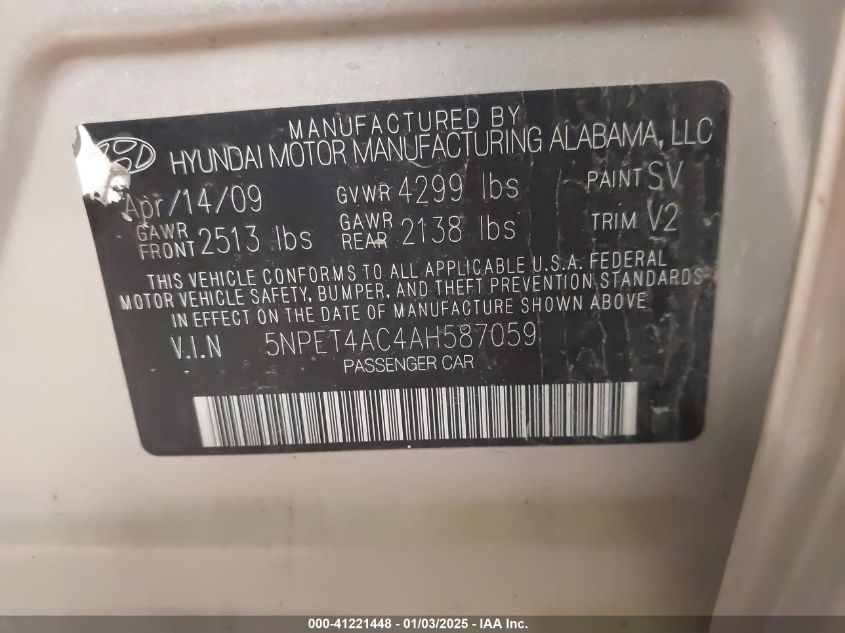 MANUFACTURED BY
HYUNDAI MOTOR MANUFACTURING ALABAMA, LLC
Apr/14/09 GVWR 4299 lbs PAINT SV
GAWR FRONT 2513 lbs GAWR REAR 2138 lbs TRIM V2
THIS VEHICLE CONFORMS TO ALL APPLICABLE U.S.A. FEDERAL
MOTOR VEHICLE SAFETY, BUMPER, AND THEFT PREVENTION STANDARDS
IN EFFECT ON THE DATE OF MANUFACTURE SHOWN ABOVE.
V.I.N 5NPET4AC4AH587059
PASSENGER CAR
000-41221448 - 01/03/2025 - IAA Inc.